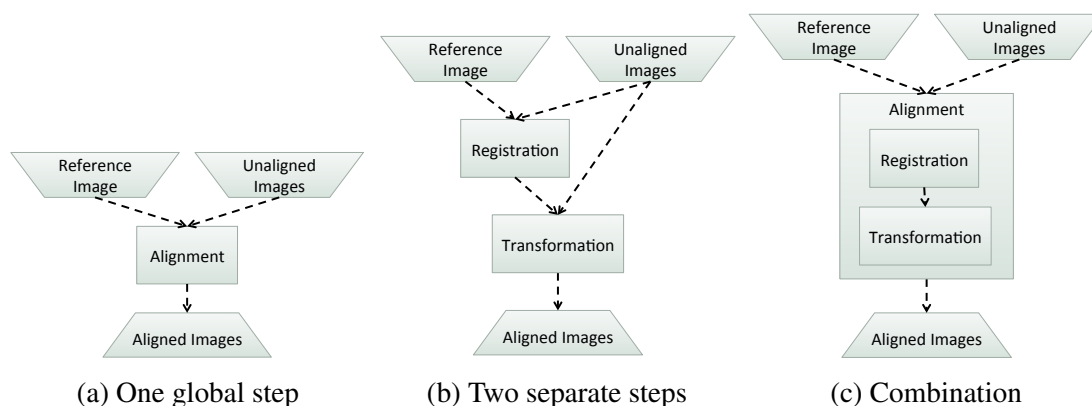 Reference
Image
Unaligned
Images
Alignment
Aligned Images
(a) One global step
Reference
Image
Unaligned
Images
Registration
Transformation
Aligned Images
(b) Two separate steps
Reference
Image
Unaligned
Images
Alignment
Registration
Transformation
Aligned Images
(c) Combination